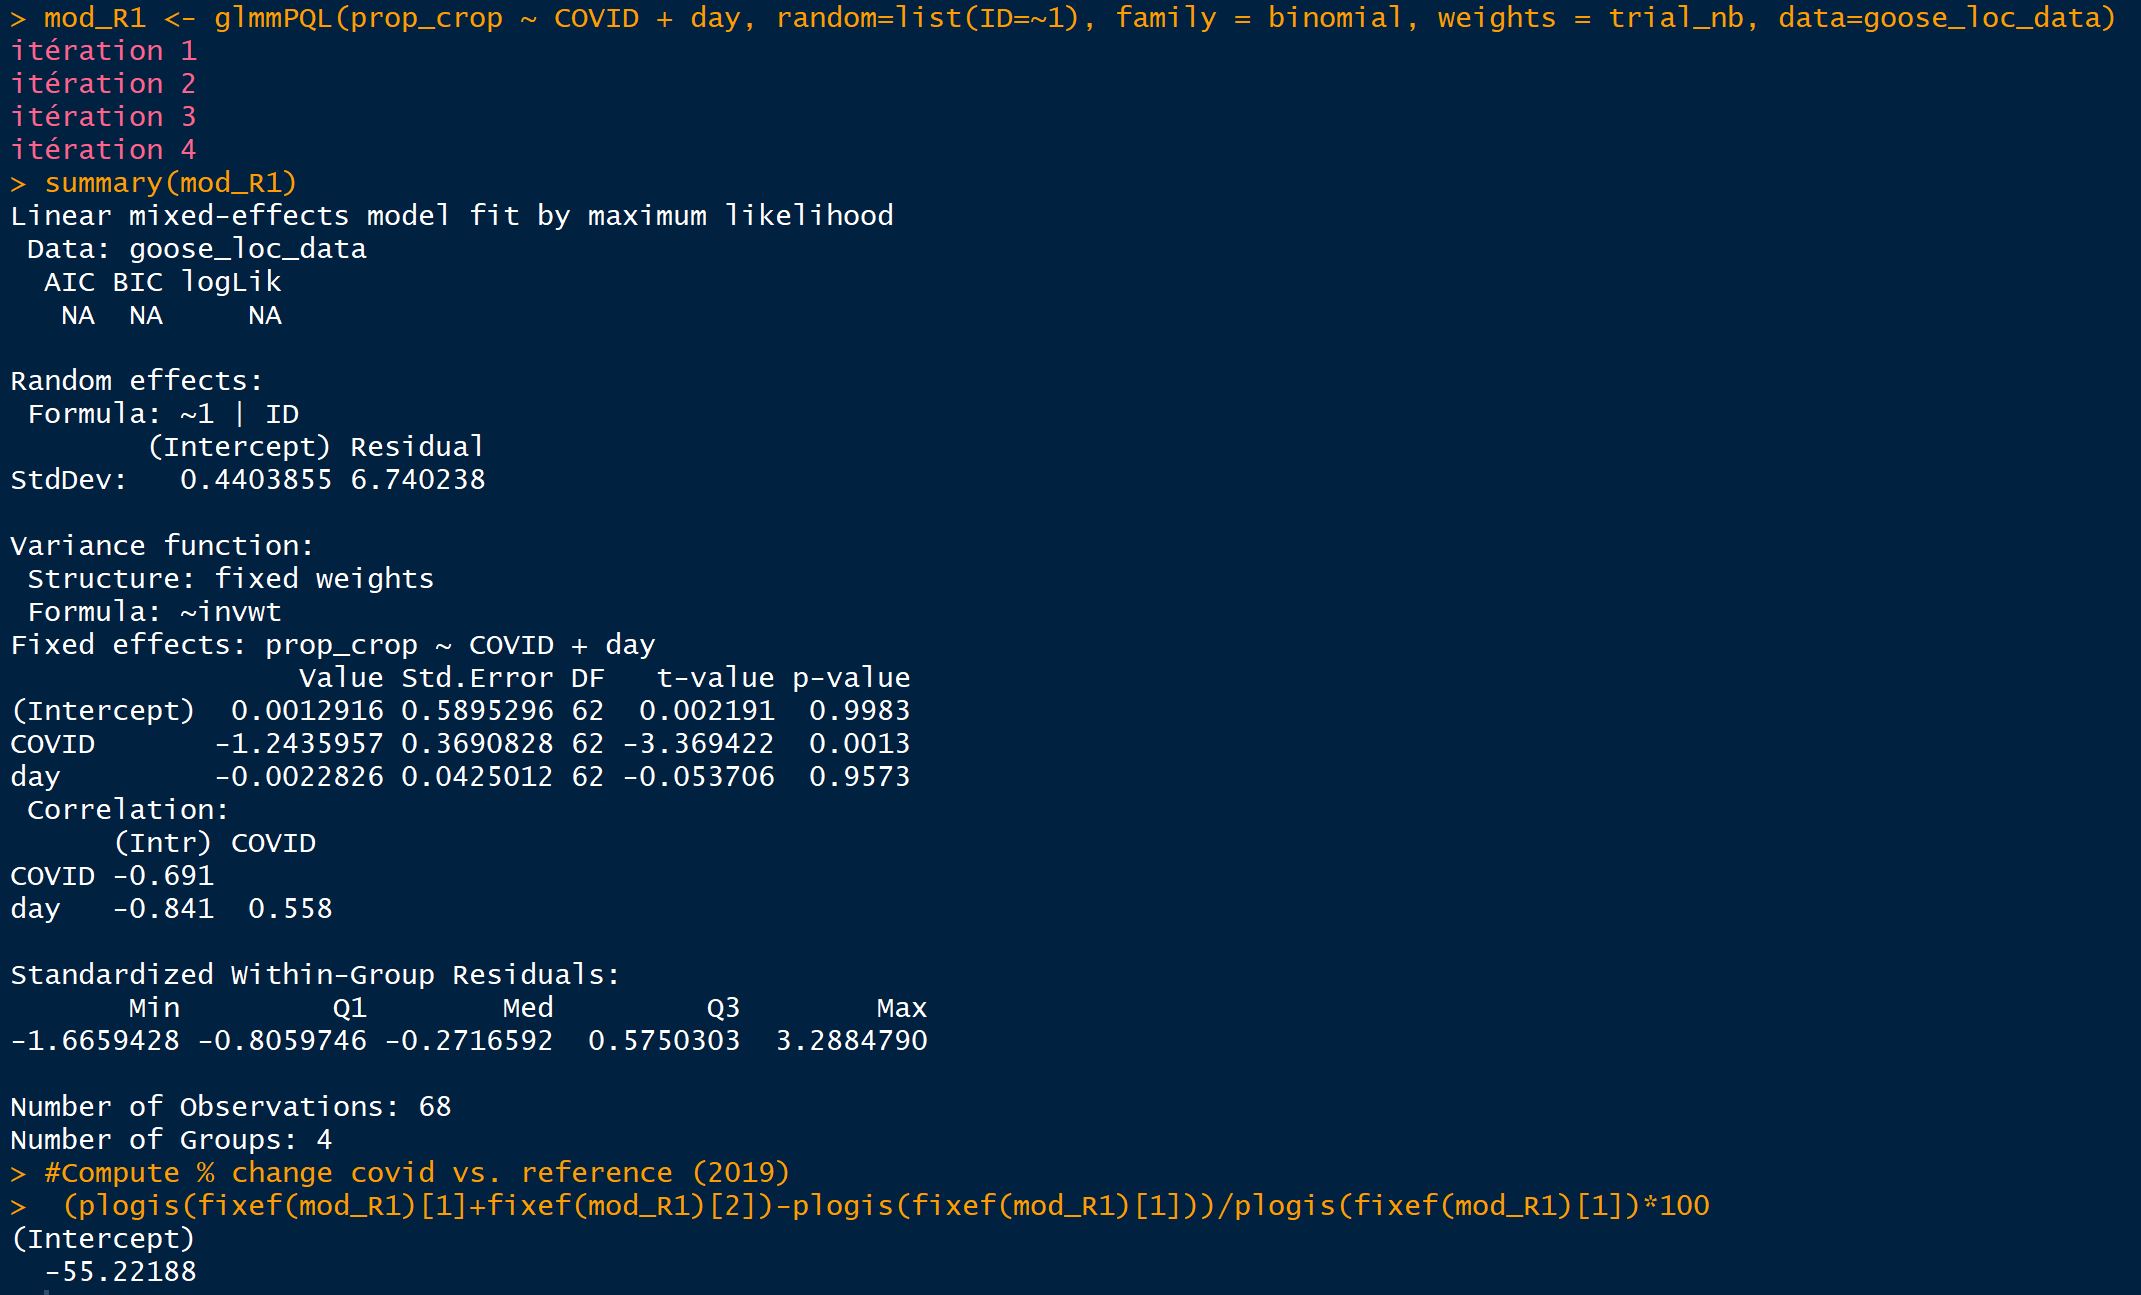 > mod_R1 <- glmmPQL(prop_crop ~ COVID + day, random=list(ID=~1), family = binomial, weights = trial_nb, data=goose_loc_data)
itération 1
itération 2
itération 3
itération 4
> summary(mod_R1)
Linear mixed-effects model fit by maximum likelihood
 Data: goose_loc_data
  AIC BIC logLik
   NA  NA     NA

Random effects:
 Formula: ~1 | ID
        (Intercept) Residual
StdDev:   0.4403855 6.740238

Variance function:
 Structure: fixed weights
 Formula: ~invwt
Fixed effects: prop_crop ~ COVID + day
                 Value Std.Error DF   t-value p-value
(Intercept)  0.0012916 0.5895296 62  0.002191  0.9983
COVID       -1.2435957 0.3690828 62 -3.369422  0.0013
day         -0.0022826 0.0425012 62 -0.053706  0.9573
 Correlation:
      (Intr) COVID
COVID -0.691
day   -0.841  0.558

Standardized Within-Group Residuals:
       Min         Q1        Med         Q3        Max
-1.6659428 -0.8059746 -0.2716592  0.5750303  3.2884790

Number of Observations: 68
Number of Groups: 4
> #Compute % change covid vs. reference (2019)
>  (plogis(fixef(mod_R1)[1]+fixef(mod_R1)[2])-plogis(fixef(mod_R1)[1]))/plogis(fixef(mod_R1)[1])*100
(Intercept)
  -55.22188